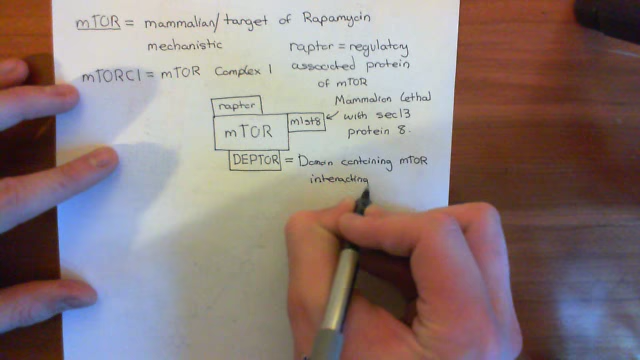 mTOR = mammalian/ target of Rapamycin
mechanistic
raptor = regulatory
associated protein
of mTOR
mTORC1 = mTOR Complex 1
raptor
mTOR
mlst8
Mammalian Lethal
with sec13
protein 8.
DEPTOR = Domain containing mTOR
interacting